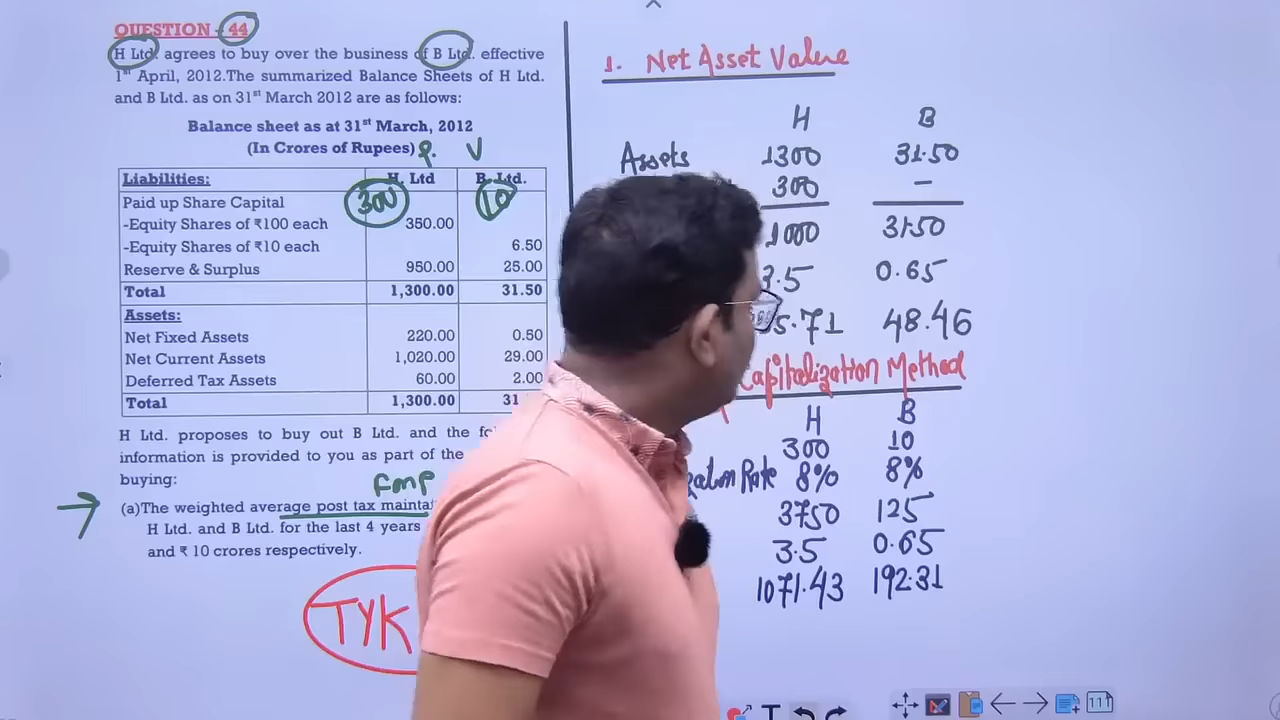 QUESTION - 44
H Ltd. agrees to buy over the business of B Ltd. effective
1st April, 2012.The summarized Balance Sheets of H Ltd.
and B Ltd. as on 31st March 2012 are as follows:
Balance sheet as at 31st March, 2012
(In Crores of Rupees)
P. V
Liabilities: H. Ltd B. Ltd.
300 10
Paid up Share Capital
-Equity Shares of ₹100 each 350.00
-Equity Shares of ₹10 each 6.50
Reserve & Surplus 950.00 25.00
Total 1,300.00 31.50
Assets:
Net Fixed Assets 220.00 0.50
Net Current Assets 1,020.00 29.00
Deferred Tax Assets 60.00 2.00
Total 1,300.00 31
H Ltd. proposes to buy out B Ltd. and the
information is provided to you as part of the
buying:
FMP
(a)The weighted average post tax
H Ltd. and B Ltd. for the last 4 years
and ₹ 10 crores respectively.
TYK
1. Net Asset Value
H B
Assets 1300 31.50
300 –
1000 31.50
3.5 0.65
5.71 48.46
Capitalization Method
H B
300 10
Rate 8% 8%
3750 125
3.5 0.65
1071.43 192.31
111